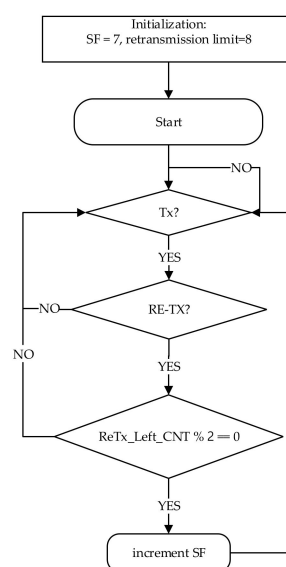 Initialization:
SF = 7, retransmission limit=8
Start
NO
Tx?
YES
NO
RE-TX?
NO
YES
ReTx_Left_CNT % 2 == 0
YES
increment SF